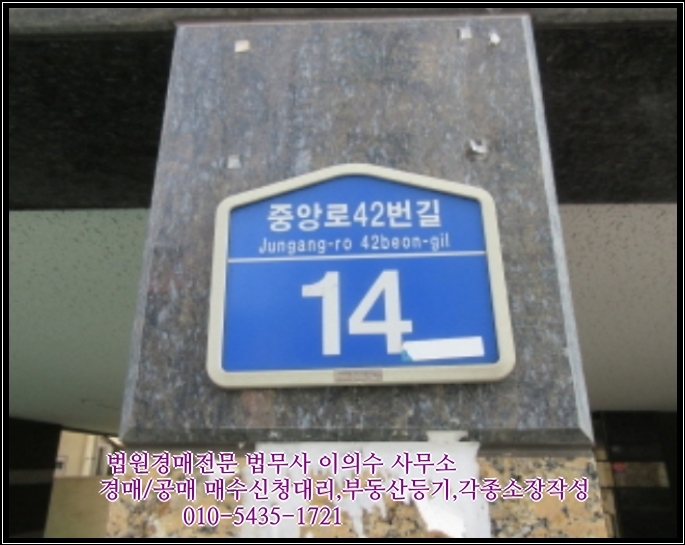 중앙로42번길
Jungang-ro 42beon-gil
14
법원경매전문 법무사 이의수 사무소
경매/공매 매수신청대리,부동산등기,각종소장작성
010-5435-1721